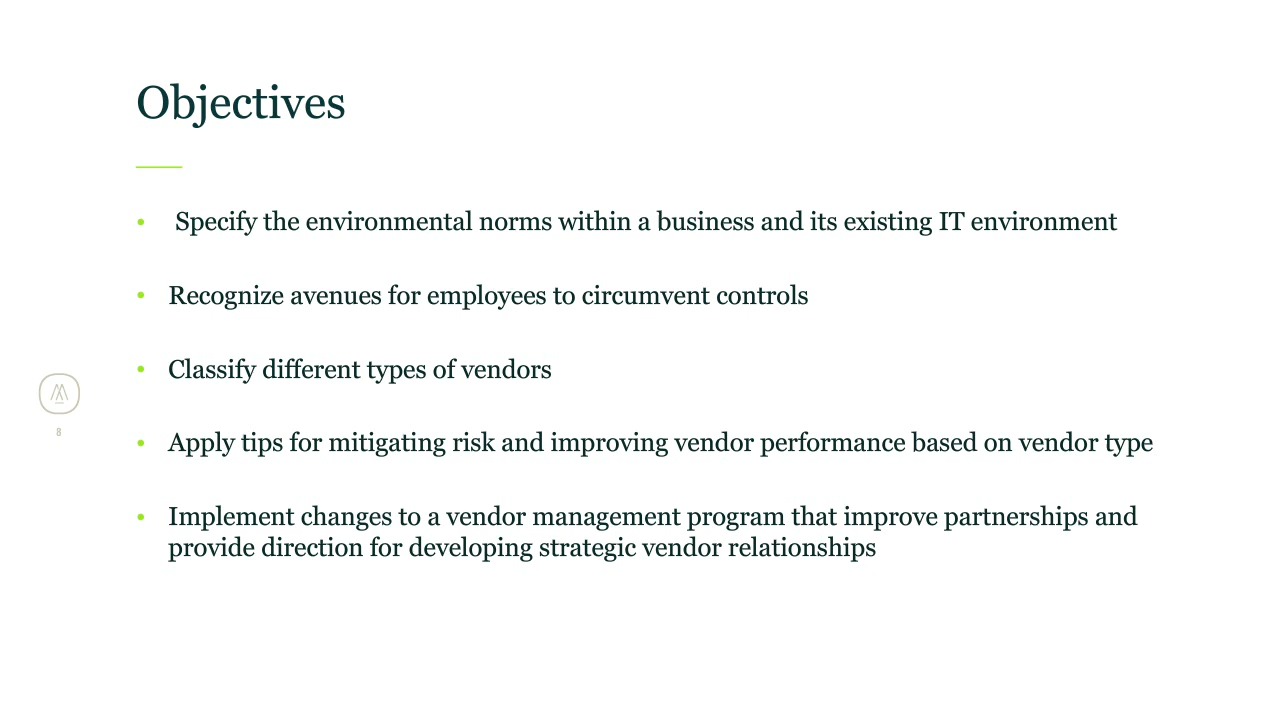 Objectives
• Specify the environmental norms within a business and its existing IT environment
• Recognize avenues for employees to circumvent controls
• Classify different types of vendors
• Apply tips for mitigating risk and improving vendor performance based on vendor type
• Implement changes to a vendor management program that improve partnerships and
provide direction for developing strategic vendor relationships
8